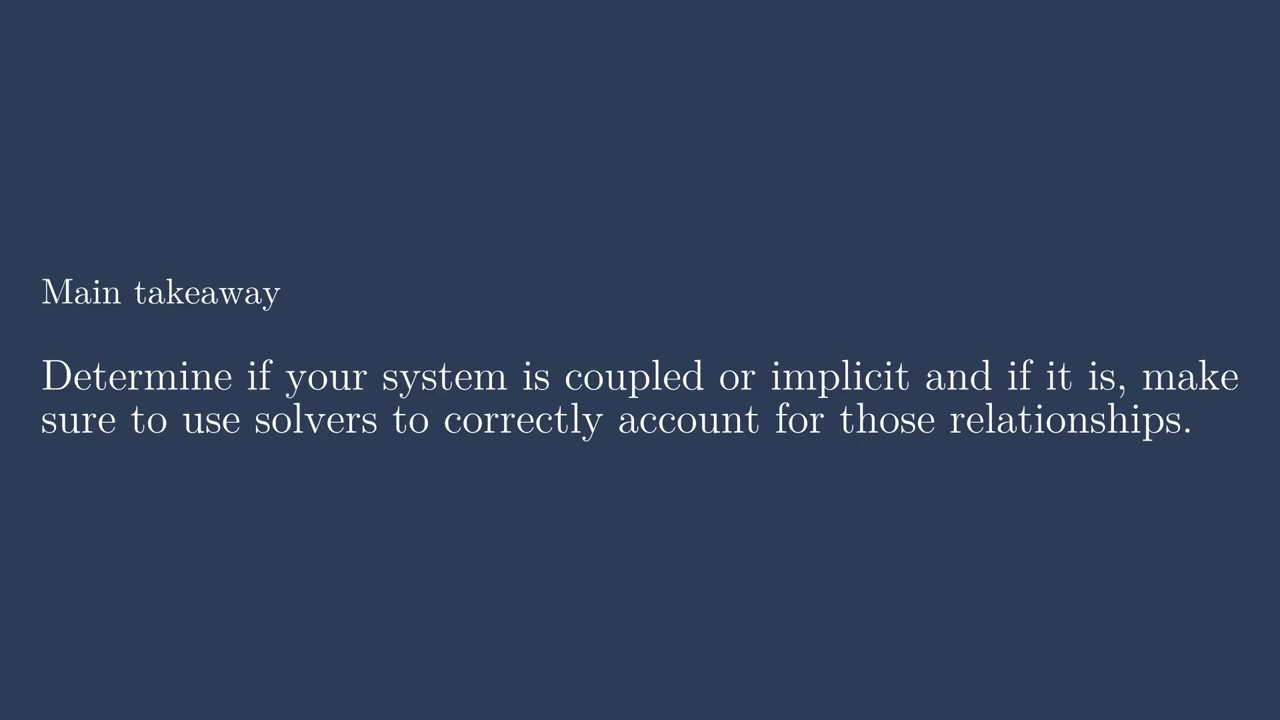 Main takeaway
Determine if your system is coupled or implicit and if it is, make
sure to use solvers to correctly account for those relationships.